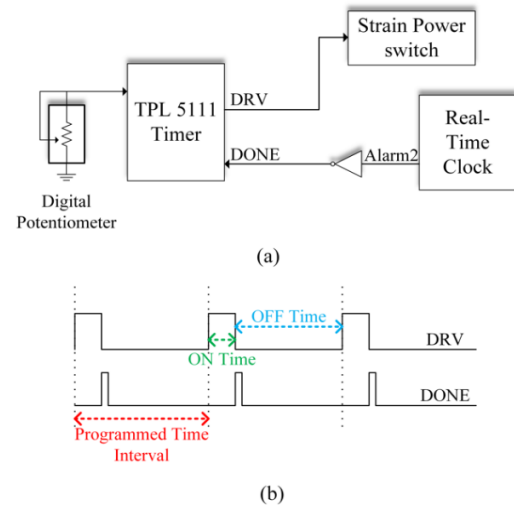 Strain Power
switch
TPL 5111
Timer
DRV
DONE
Alarm2
Real-
Time
Clock
Digital
Potentiometer
(a)
OFF Time
ON Time
DRV
DONE
Programmed Time
Interval
(b)